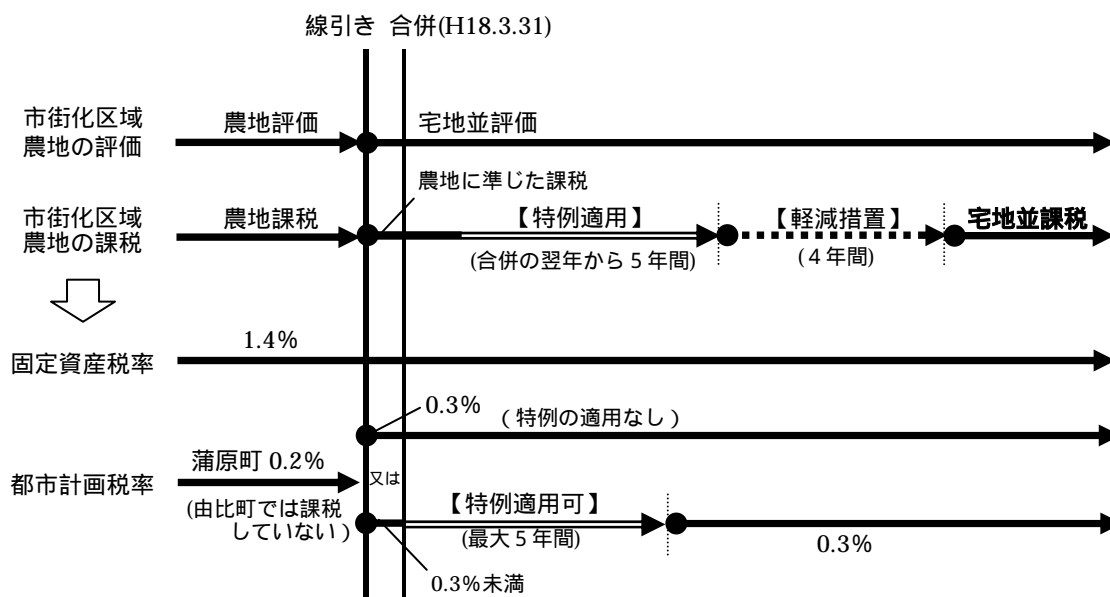 線引き 合併(H18.3.31)
市街化区域
農地の評価
農地評価
宅地並評価
農地に準じた課税
市街化区域
農地の課税
農地課税
【特例適用】
(合併の翌年から5年間)
【軽減措置】
(4年間)
宅地並課税
固定資産税率
1.4%
0.3%
(特例の適用なし)
都市計画税率
蒲原町 0.2%
(由比町では課税
していない)
又は
【特例適用可】
(最大5年間)
0.3%
0.3%未満